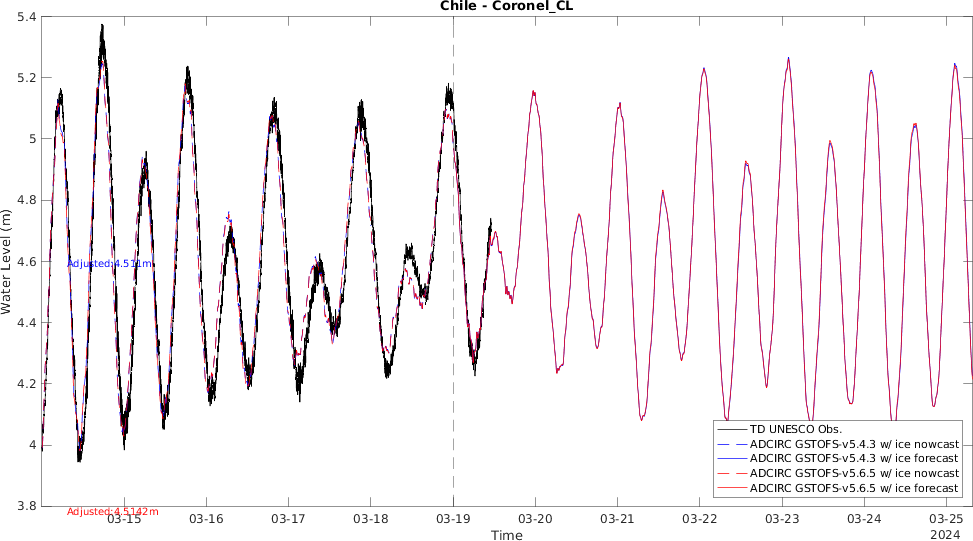 Chile - Coronel_CL
5.4
5.2
5
4.8
4.6
4.4
4.2
4
3.8
Water Level (m)
Adjusted:4.511m
Adjusted:4.5142m
TD UNESCO Obs.
ADCIRC GSTOFS-v5.4.3 w/ ice nowcast
ADCIRC GSTOFS-v5.4.3 w/ ice forecast
ADCIRC GSTOFS-v5.6.5 w/ ice nowcast
ADCIRC GSTOFS-v5.6.5 w/ ice forecast
03-15 03-16 03-17 03-18 03-19 03-20 03-21 03-22 03-23 03-24 03-25
2024
Time